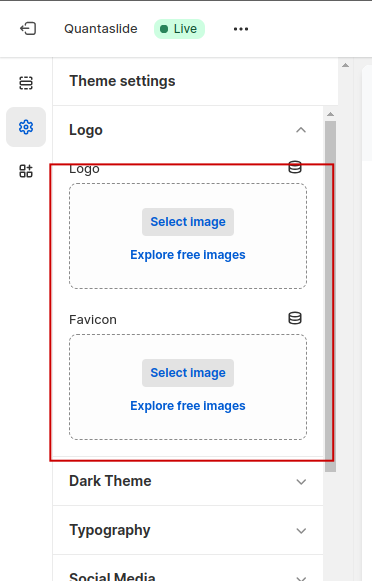 Quantaslide
Live
Theme settings
Logo
Logo
Select image
Explore free images
Favicon
Select image
Explore free images
Dark Theme
Typography
Social Media